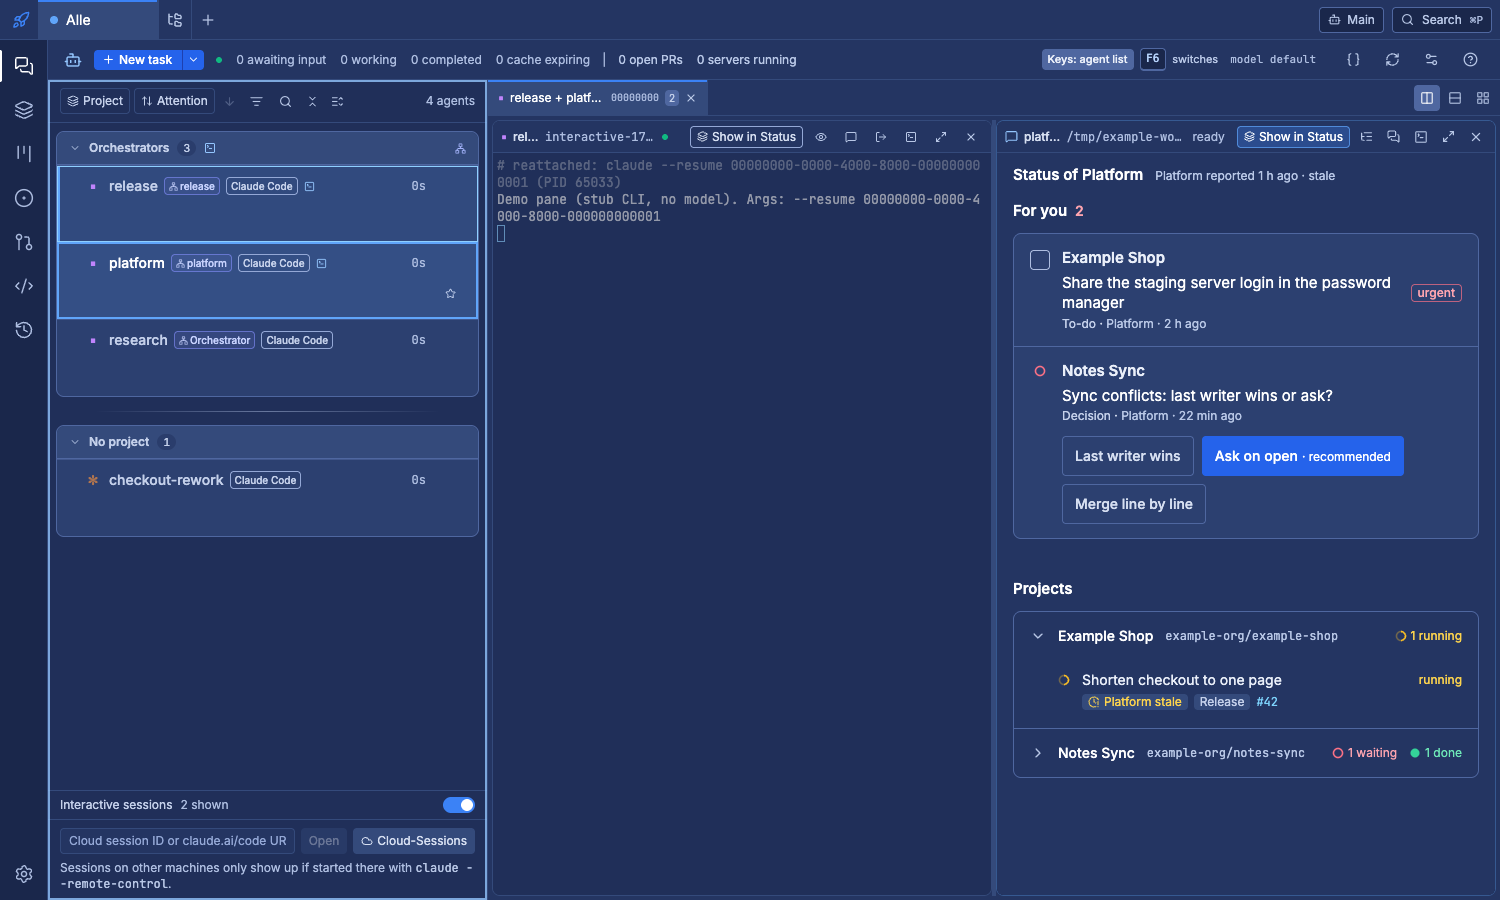 Alle
Main
Search ⌘P
New task
0 awaiting input
0 working
0 completed
0 cache expiring
0 open PRs
0 servers running
Keys: agent list
F6
switches
model default
Project
Attention
4 agents
Orchestrators 3
release
release
Claude Code
0s
platform
platform
Claude Code
0s
research
Orchestrator
Claude Code
0s
No project 1
checkout-rework
Claude Code
0s
Interactive sessions 2 shown
Cloud session ID or claude.ai/code UR
Open
Cloud-Sessions
Sessions on other machines only show up if started there with claude -
-remote-control.
release + platf... 00000000 2
rel... interactive-17...
Show in Status
# reattached: claude --resume 00000000-0000-4000-8000-00000000
0001 (PID 65033)
Demo pane (stub CLI, no model). Args: --resume 00000000-0000-4
000-8000-000000000001
platf... /tmp/example-wo... ready
Show in Status
Status of Platform Platform reported 1 h ago · stale
For you 2
Example Shop
Share the staging server login in the password
manager
To-do · Platform · 2 h ago
urgent
Notes Sync
Sync conflicts: last writer wins or ask?
Decision · Platform · 22 min ago
Last writer wins
Ask on open · recommended
Merge line by line
Projects
Example Shop example-org/example-shop 1 running
Shorten checkout to one page running
Platform stale Release #42
Notes Sync example-org/notes-sync 1 waiting 1 done